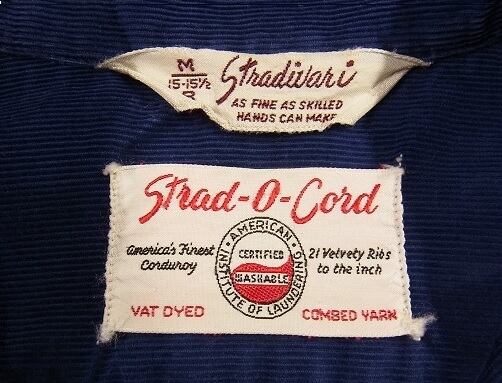 M
15-15½
R
Stradivari
AS FINE AS SKILLED
HANDS CAN MAKE
Strad-O-Cord
America's Finest
Corduroy
AMERICAN INSTITUTE OF LAUNDERING
CERTIFIED
WASHABLE
21 Velvety Ribs
to the inch
VAT DYED
COMBED YARN